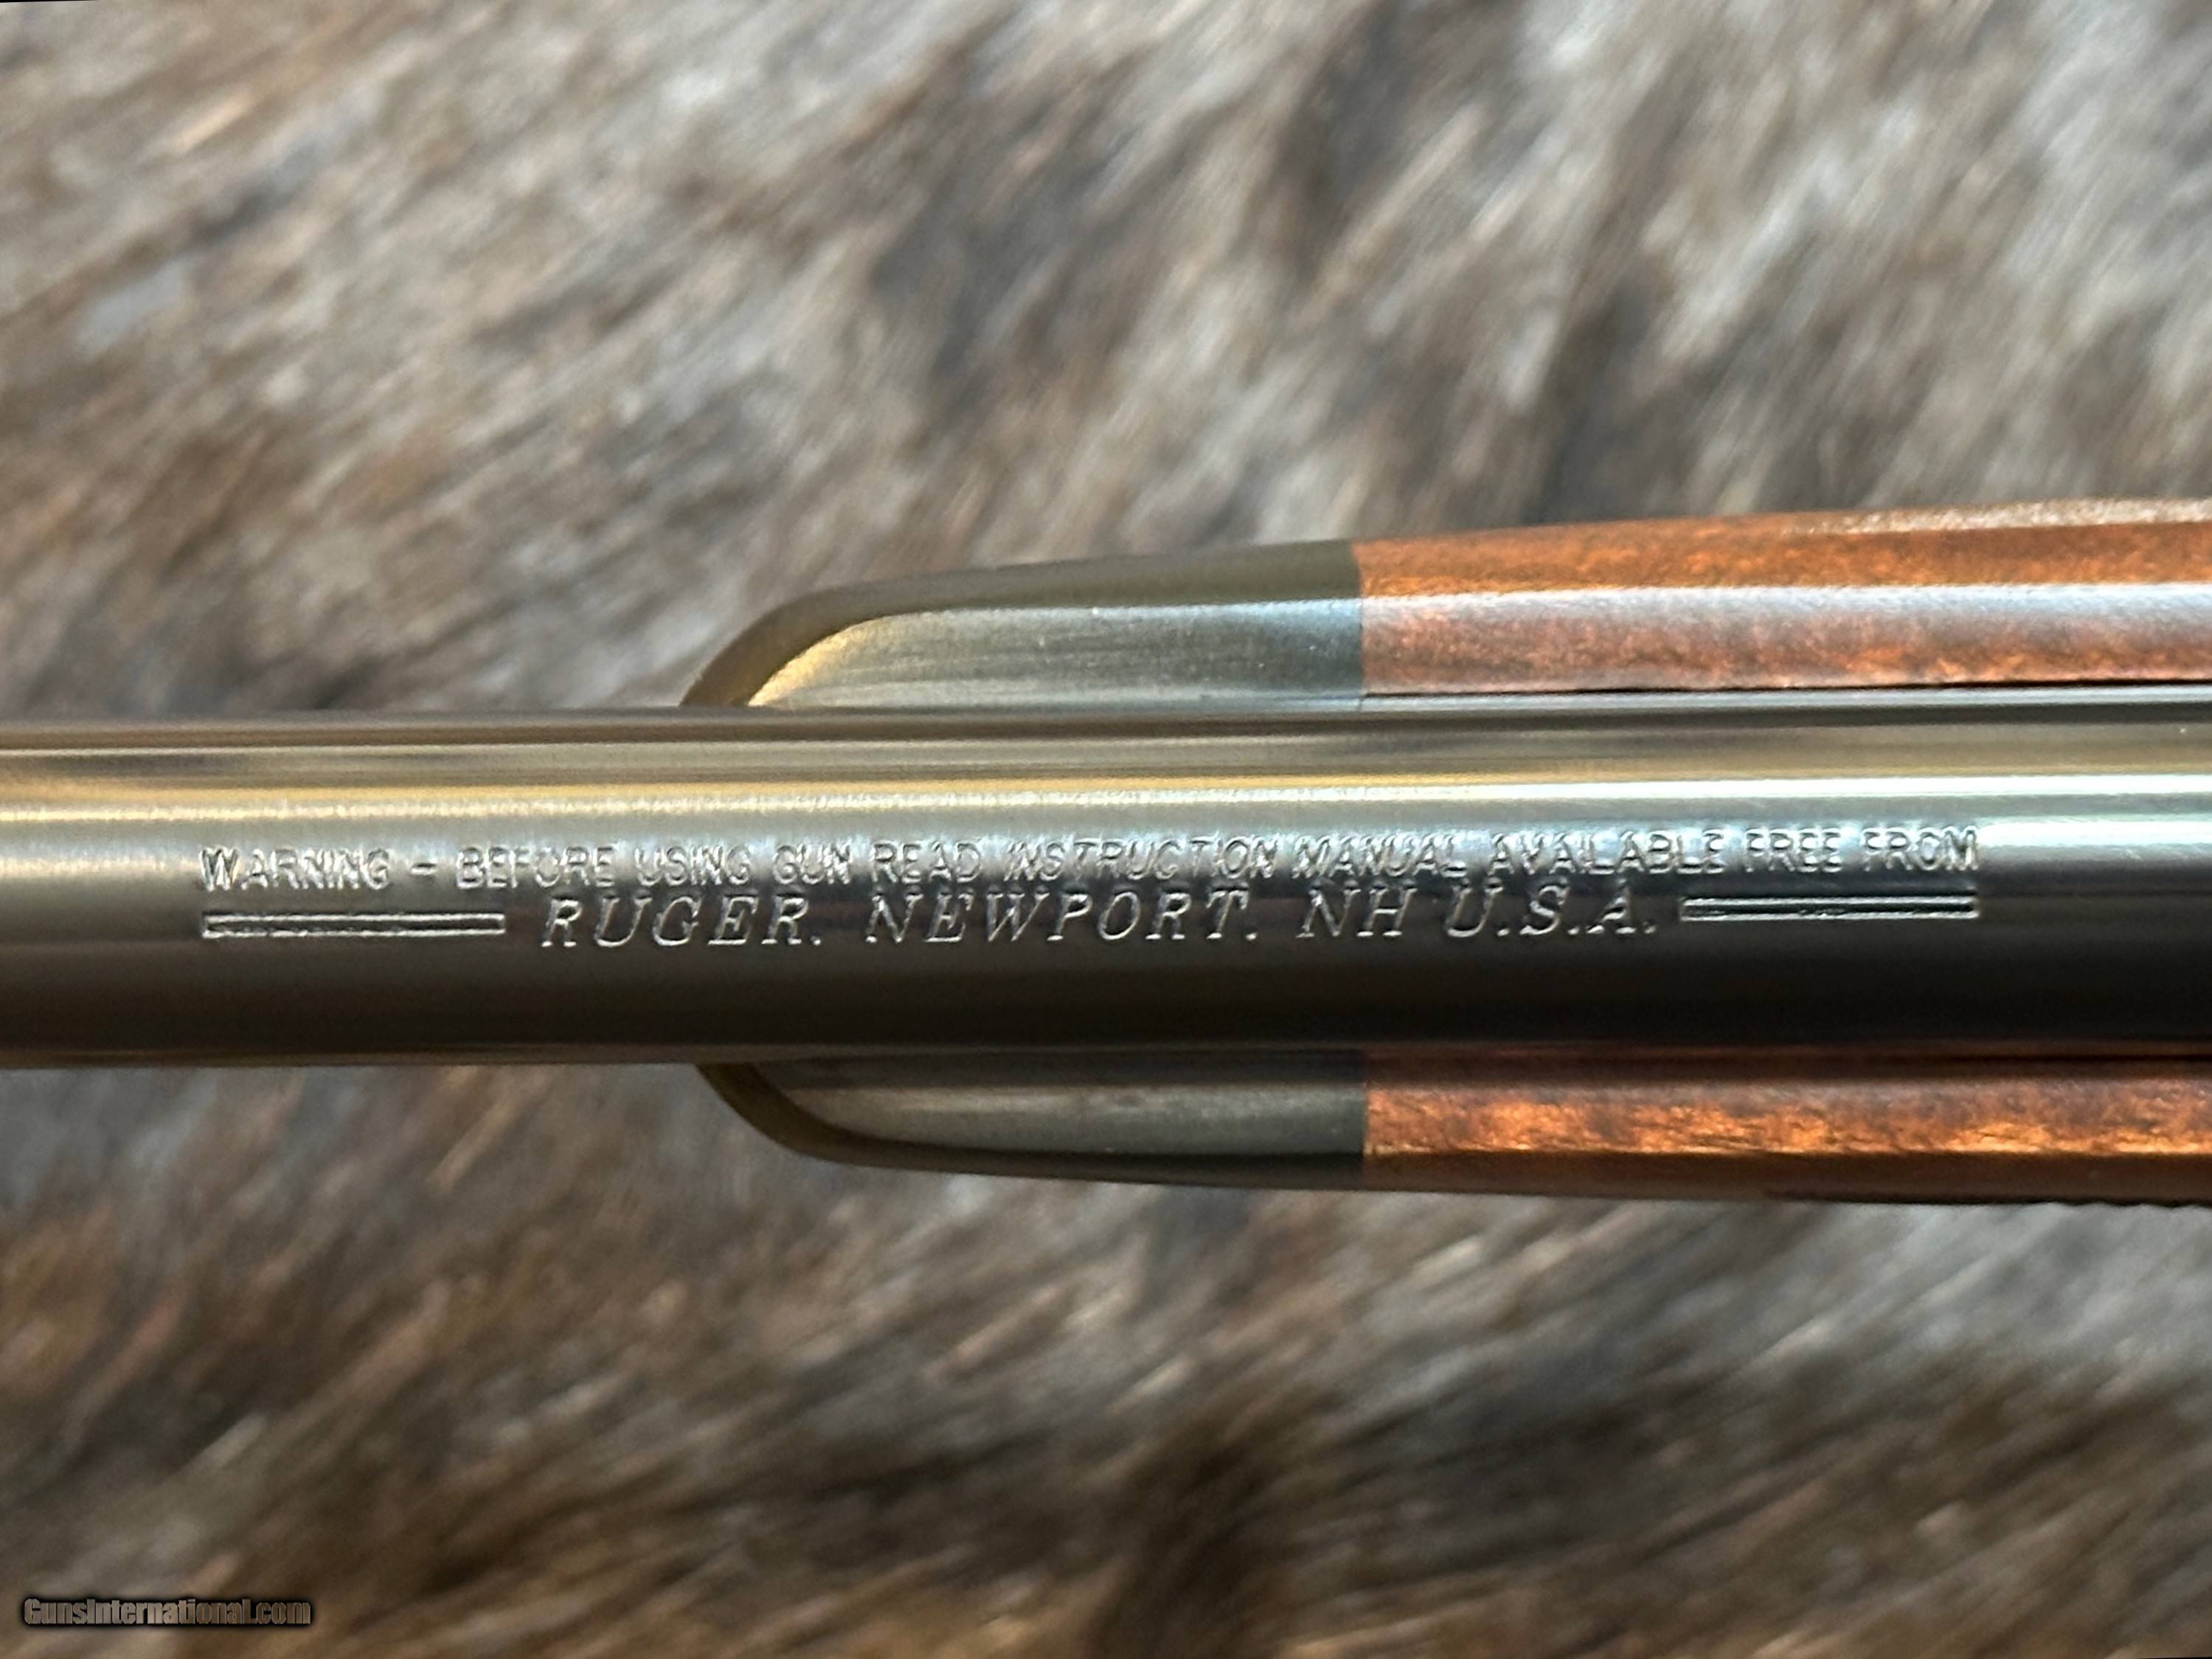 WARNING - BEFORE USING GUN READ INSTRUCTION MANUAL AVAILABLE FREE FROM
RUGER. NEWPORT. NH U.S.A.
GunsInternational.com